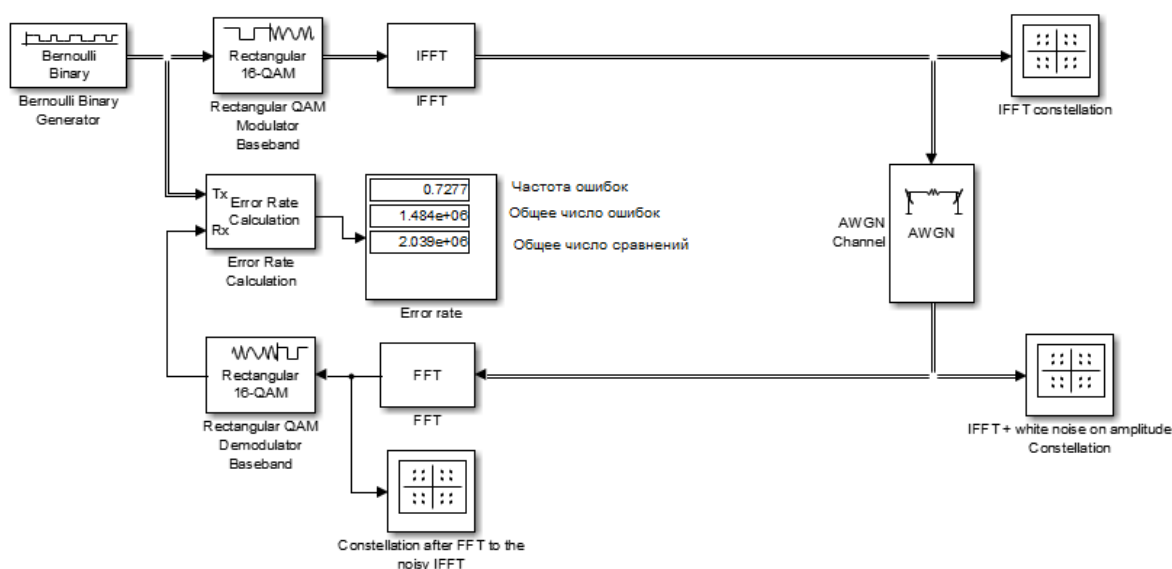 Bernoulli
Binary
Bernoulli Binary
Generator
Rectangular
16-QAM
Rectangular QAM
Modulator
Baseband
IFFT
IFFT
IFFT constellation
Tx
Rx
Error Rate
Calculation
Error Rate
Calculation
0.7277
1.484e+06
2.039e+06
Error rate
Частота ошибок
Общее число ошибок
Общее число сравнений
AWGN
Channel
AWGN
Rectangular
16-QAM
Rectangular QAM
Demodulator
Baseband
FFT
FFT
IFFT + white noise on amplitude
Constellation
Constellation after FFT to the
noisy IFFT